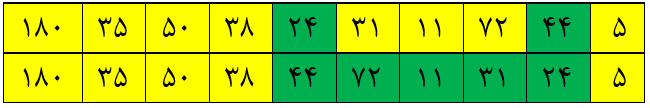 ۱۸۰ ۳۵ ۵۰ ۳۸ ۲۴ ۳۱ ۱۱ ۷۲ ۴۴ ۵
۱۸۰ ۳۵ ۵۰ ۳۸ ۴۴ ۷۲ ۱۱ ۳۱ ۲۴ ۵